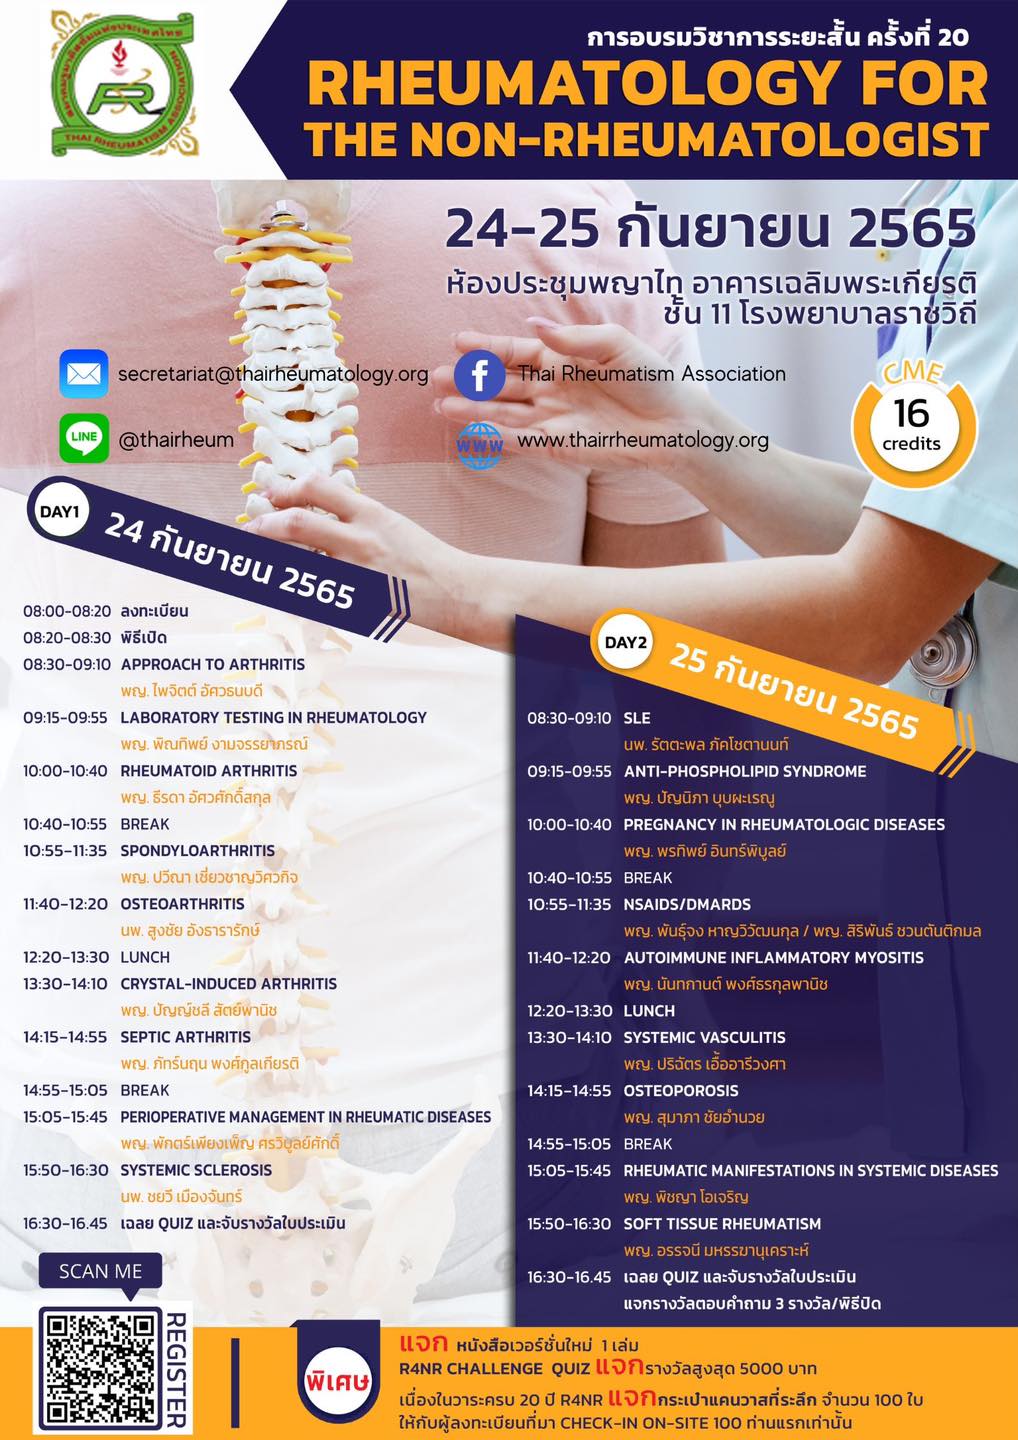 การอบรมวิชาการระยะสั้น ครั้งที่ 20
RHEUMATOLOGY FOR
THE NON-RHEUMATOLOGIST
THAI RHEUMATISM ASSOCIATION
24-25 กันยายน 2565
ห้องประชุมพญาไท อาคารเฉลิมพระเกียรติ
ชั้น 11 โรงพยาบาลราชวิถี
secretariat@thairheumatology.org
Thai Rheumatism Association
LINE
@thairheum
WWW
www.thairrheumatology.org
CME
16
credits
DAY1
24 กันยายน 2565
08:00-08:20 ลงทะเบียน
08:20-08:30 พิธีเปิด
08:30-09:10 APPROACH TO ARTHRITIS
พญ. ไพจิตต์ อัศวธนบดี
09:15-09:55 LABORATORY TESTING IN RHEUMATOLOGY
พญ. พิณทิพย์ งามจรรยาภรณ์
10:00-10:40 RHEUMATOID ARTHRITIS
พญ. ธีรดา อัศวศักดิ์สกุล
10:40-10:55 BREAK
10:55-11:35 SPONDYLOARTHRITIS
พญ. ปวีณา เชี่ยวชาญวิศวกิจ
11:40-12:20 OSTEOARTHRITIS
นพ. สูงชัย อังธารารักษ์
12:20-13:30 LUNCH
13:30-14:10 CRYSTAL-INDUCED ARTHRITIS
พญ. ปัญญ์ชลี สัตย์พานิช
14:15-14:55 SEPTIC ARTHRITIS
พญ. ภัทร์นฤน พงศ์กูลเกียรติ
14:55-15:05 BREAK
15:05-15:45 PERIOPERATIVE MANAGEMENT IN RHEUMATIC DISEASES
พญ. พักตร์เพียงเพ็ญ ศรวิบูลย์ศักดิ์
15:50-16:30 SYSTEMIC SCLEROSIS
นพ. ชยวี เมืองจันทร์
16:30-16.45 เฉลย QUIZ และจับรางวัลใบประเมิน
DAY2
25 กันยายน 2565
08:30-09:10 SLE
นพ. รัตตะพล ภัคโชตานนท์
09:15-09:55 ANTI-PHOSPHOLIPID SYNDROME
พญ. ปัญนิภา บุบผะเรณู
10:00-10:40 PREGNANCY IN RHEUMATOLOGIC DISEASES
พญ. พรทิพย์ อินทร์พิบูลย์
10:40-10:55 BREAK
10:55-11:35 NSAIDS/DMARDS
พญ. พันธุ์จง หาญวิวัฒนกุล / พญ. สิริพันธ์ ชวนตันติกมล
11:40-12:20 AUTOIMMUNE INFLAMMATORY MYOSITIS
พญ. นันทกานต์ พงศ์ธรกุลพานิช
12:20-13:30 LUNCH
13:30-14:10 SYSTEMIC VASCULITIS
พญ. ปริฉัตร เอื้ออารีวงศา
14:15-14:55 OSTEOPOROSIS
พญ. สุมาภา ชัยอำนวย
14:55-15:05 BREAK
15:05-15:45 RHEUMATIC MANIFESTATIONS IN SYSTEMIC DISEASES
พญ. พิชญา โอเจริญ
15:50-16:30 SOFT TISSUE RHEUMATISM
พญ. อรรจนี มหรรฆานุเคราะห์
16:30-16.45 เฉลย QUIZ และจับรางวัลใบประเมิน
แจกรางวัลตอบคำถาม 3 รางวัล/พิธีปิด
SCAN ME
REGISTER
พิเศษ
แจก หนังสือเวอร์ชั่นใหม่ 1 เล่ม
R4NR CHALLENGE QUIZ แจกรางวัลสูงสุด 5000 บาท
เนื่องในวาระครบ 20 ปี R4NR แจกกระเป๋าแคนวาสที่ระลึก จำนวน 100 ใบ
ให้กับผู้ลงทะเบียนที่มา CHECK-IN ON-SITE 100 ท่านแรกเท่านั้น